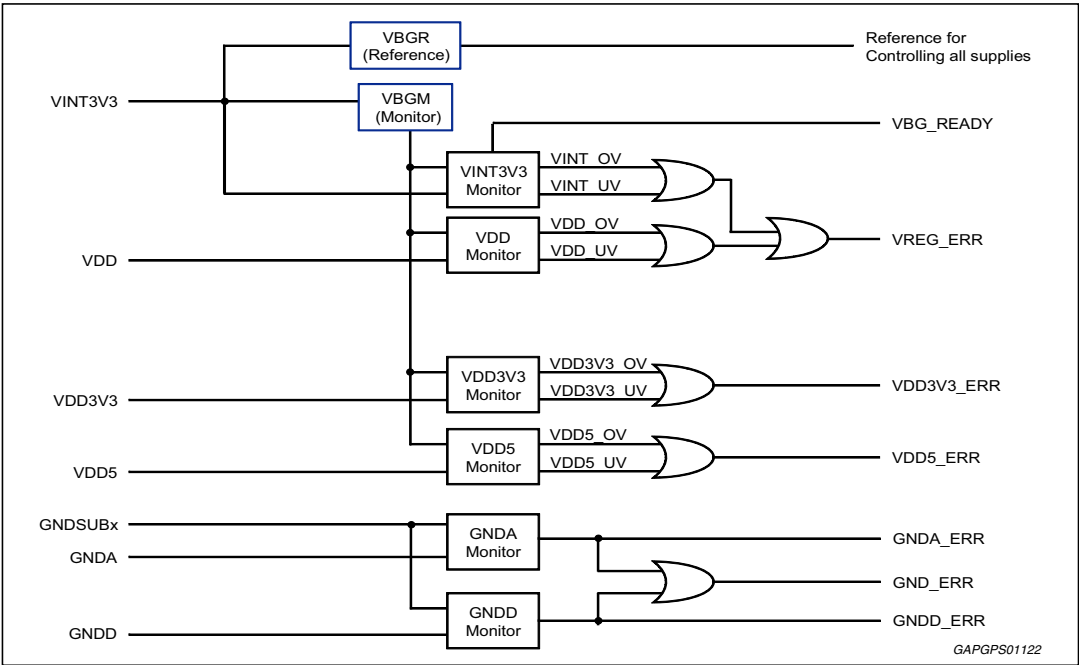 VBGR
(Reference)
Reference for
Controlling all supplies
VINT3V3
VBGM
(Monitor)
VBG_READY
VINT3V3
Monitor
VINT_OV
VINT_UV
VDD
VDD
Monitor
VDD_OV
VDD_UV
VREG_ERR
VDD3V3
VDD3V3
Monitor
VDD3V3_OV
VDD3V3_UV
VDD3V3_ERR
VDD5
VDD5
Monitor
VDD5_OV
VDD5_UV
VDD5_ERR
GNDSUBx
GNDA
GNDA
Monitor
GNDA_ERR
GND_ERR
GNDD
GNDD
Monitor
GNDD_ERR
GAPGPS01122